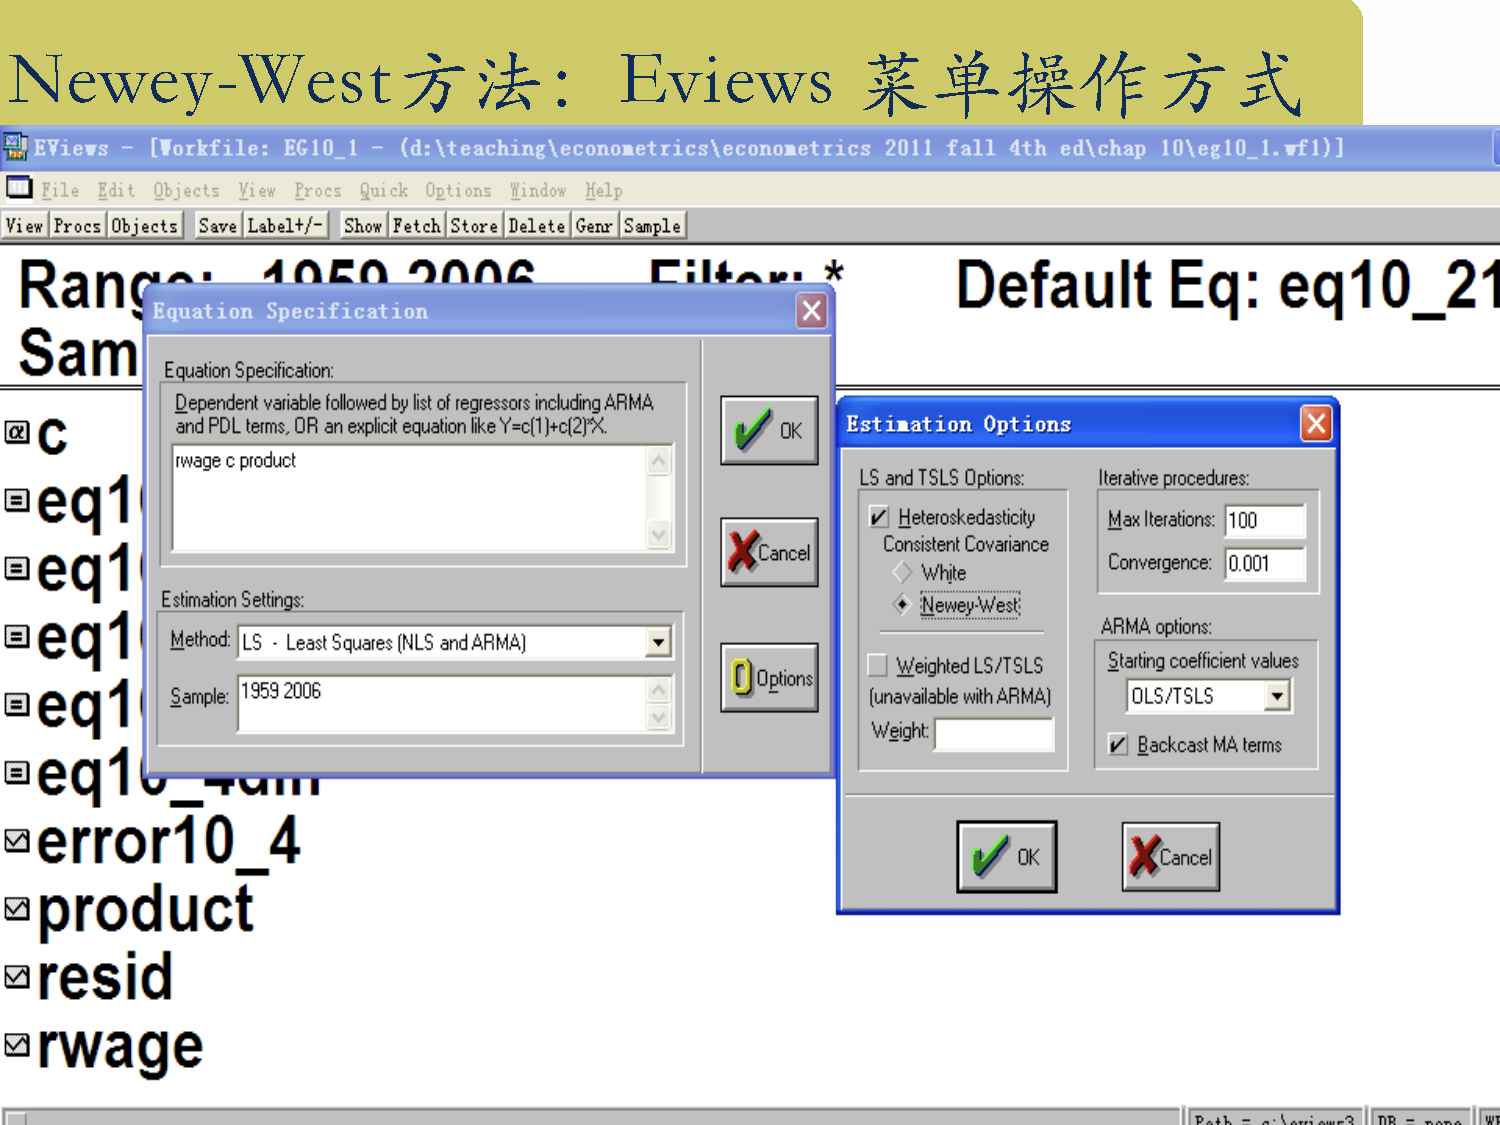 Newey-West方法：Eviews 菜单操作方式
EViews - [Workfile: EG10_1 - (d:\teaching\econometrics\econometrics 2011 fall 4th ed\chap 10\eg10_1.wf1)]
File Edit Objects View Procs Quick Options Window Help
View Procs Objects Save Label+/- Show Fetch Store Delete Genr Sample
Range: 1959 2006 Filter: * Default Eq: eq10_21
Sam
Equation Specification
Equation Specification:
Dependent variable followed by list of regressors including ARMA
and PDL terms, OR an explicit equation like Y=c(1)+c(2)*X.
rwage c product
Estimation Settings:
Method: LS - Least Squares (NLS and ARMA)
Sample: 1959 2006
OK
Cancel
Options
Estimation Options
LS and TSLS Options:
Heteroskedasticity
Consistent Covariance
White
Newey-West
Weighted LS/TSLS
(unavailable with ARMA)
Weight:
Iterative procedures:
Max Iterations: 100
Convergence: 0.001
ARMA options:
Starting coefficient values
OLS/TSLS
Backcast MA terms
OK Cancel
c
eq1
eq1
eq1
eq1
error10_4
product
resid
rwage
Path = c:\eviews3 DB = none